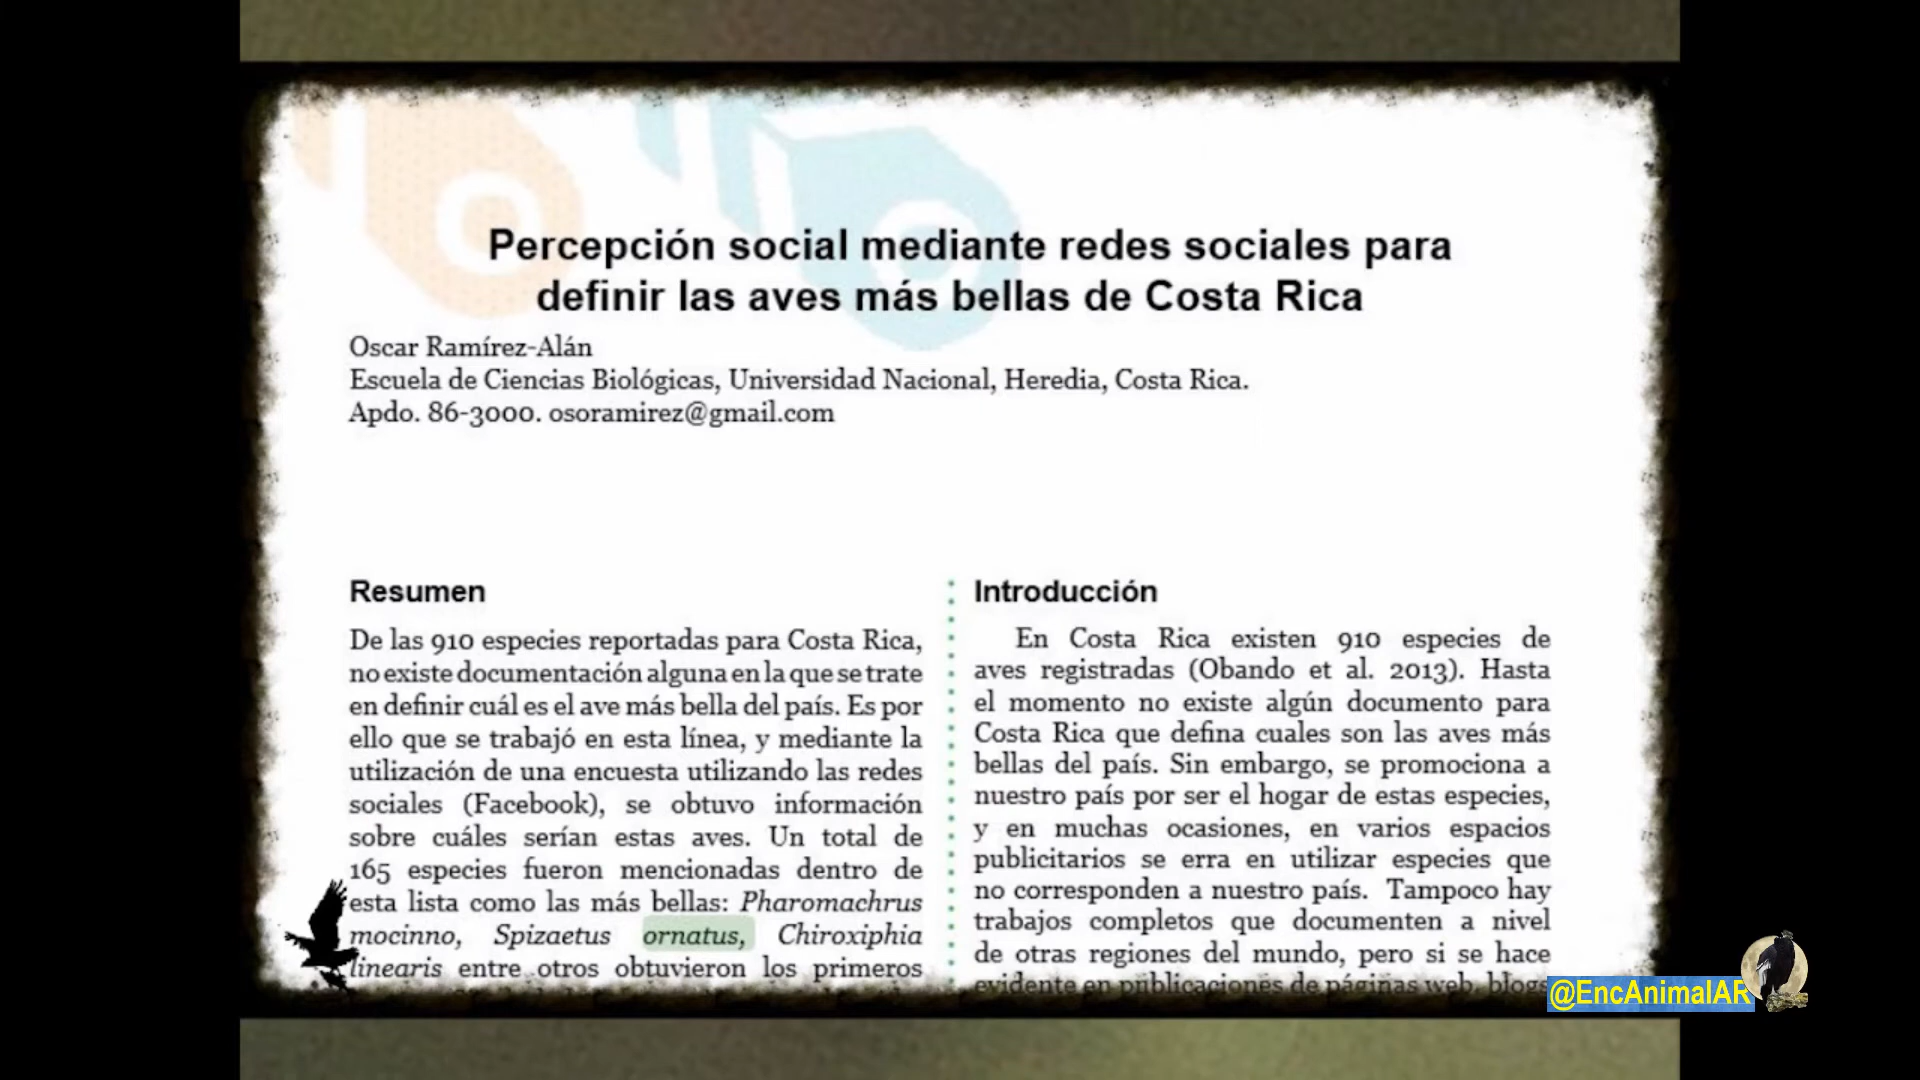 Percepción social mediante redes sociales para
definir las aves más bellas de Costa Rica
Oscar Ramírez-Alán
Escuela de Ciencias Biológicas, Universidad Nacional, Heredia, Costa Rica.
Apdo. 86-3000. osoramirez@gmail.com
Resumen
De las 910 especies reportadas para Costa Rica,
no existe documentación alguna en la que se trate
en definir cuál es el ave más bella del país. Es por
ello que se trabajó en esta línea, y mediante la
utilización de una encuesta utilizando las redes
sociales (Facebook), se obtuvo información
sobre cuáles serían estas aves. Un total de
165 especies fueron mencionadas dentro de
esta lista como las más bellas: Pharomachrus
mocinno, Spizaetus ornatus, Chiroxiphia
linearis entre otros obtuvieron los primeros
Introducción
En Costa Rica existen 910 especies de
aves registradas (Obando et al. 2013). Hasta
el momento no existe algún documento para
Costa Rica que defina cuales son las aves más
bellas del país. Sin embargo, se promociona a
nuestro país por ser el hogar de estas especies,
y en muchas ocasiones, en varios espacios
publicitarios se erra en utilizar especies que
no corresponden a nuestro país. Tampoco hay
trabajos completos que documenten a nivel
de otras regiones del mundo, pero si se hace
evidente en publicaciones de páginas web, blogs
@EncAnimalAR